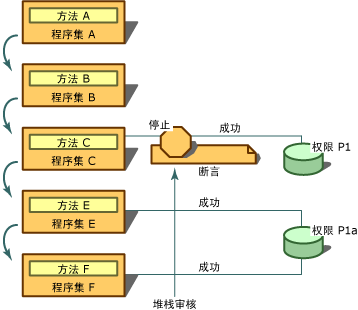 方法 A
程序集 A
方法 B
程序集 B
停止
成功
方法 C
程序集 C
权限 P1
断言
方法 E
程序集 E
成功
权限 P1a
方法 F
程序集 F
成功
堆栈审核